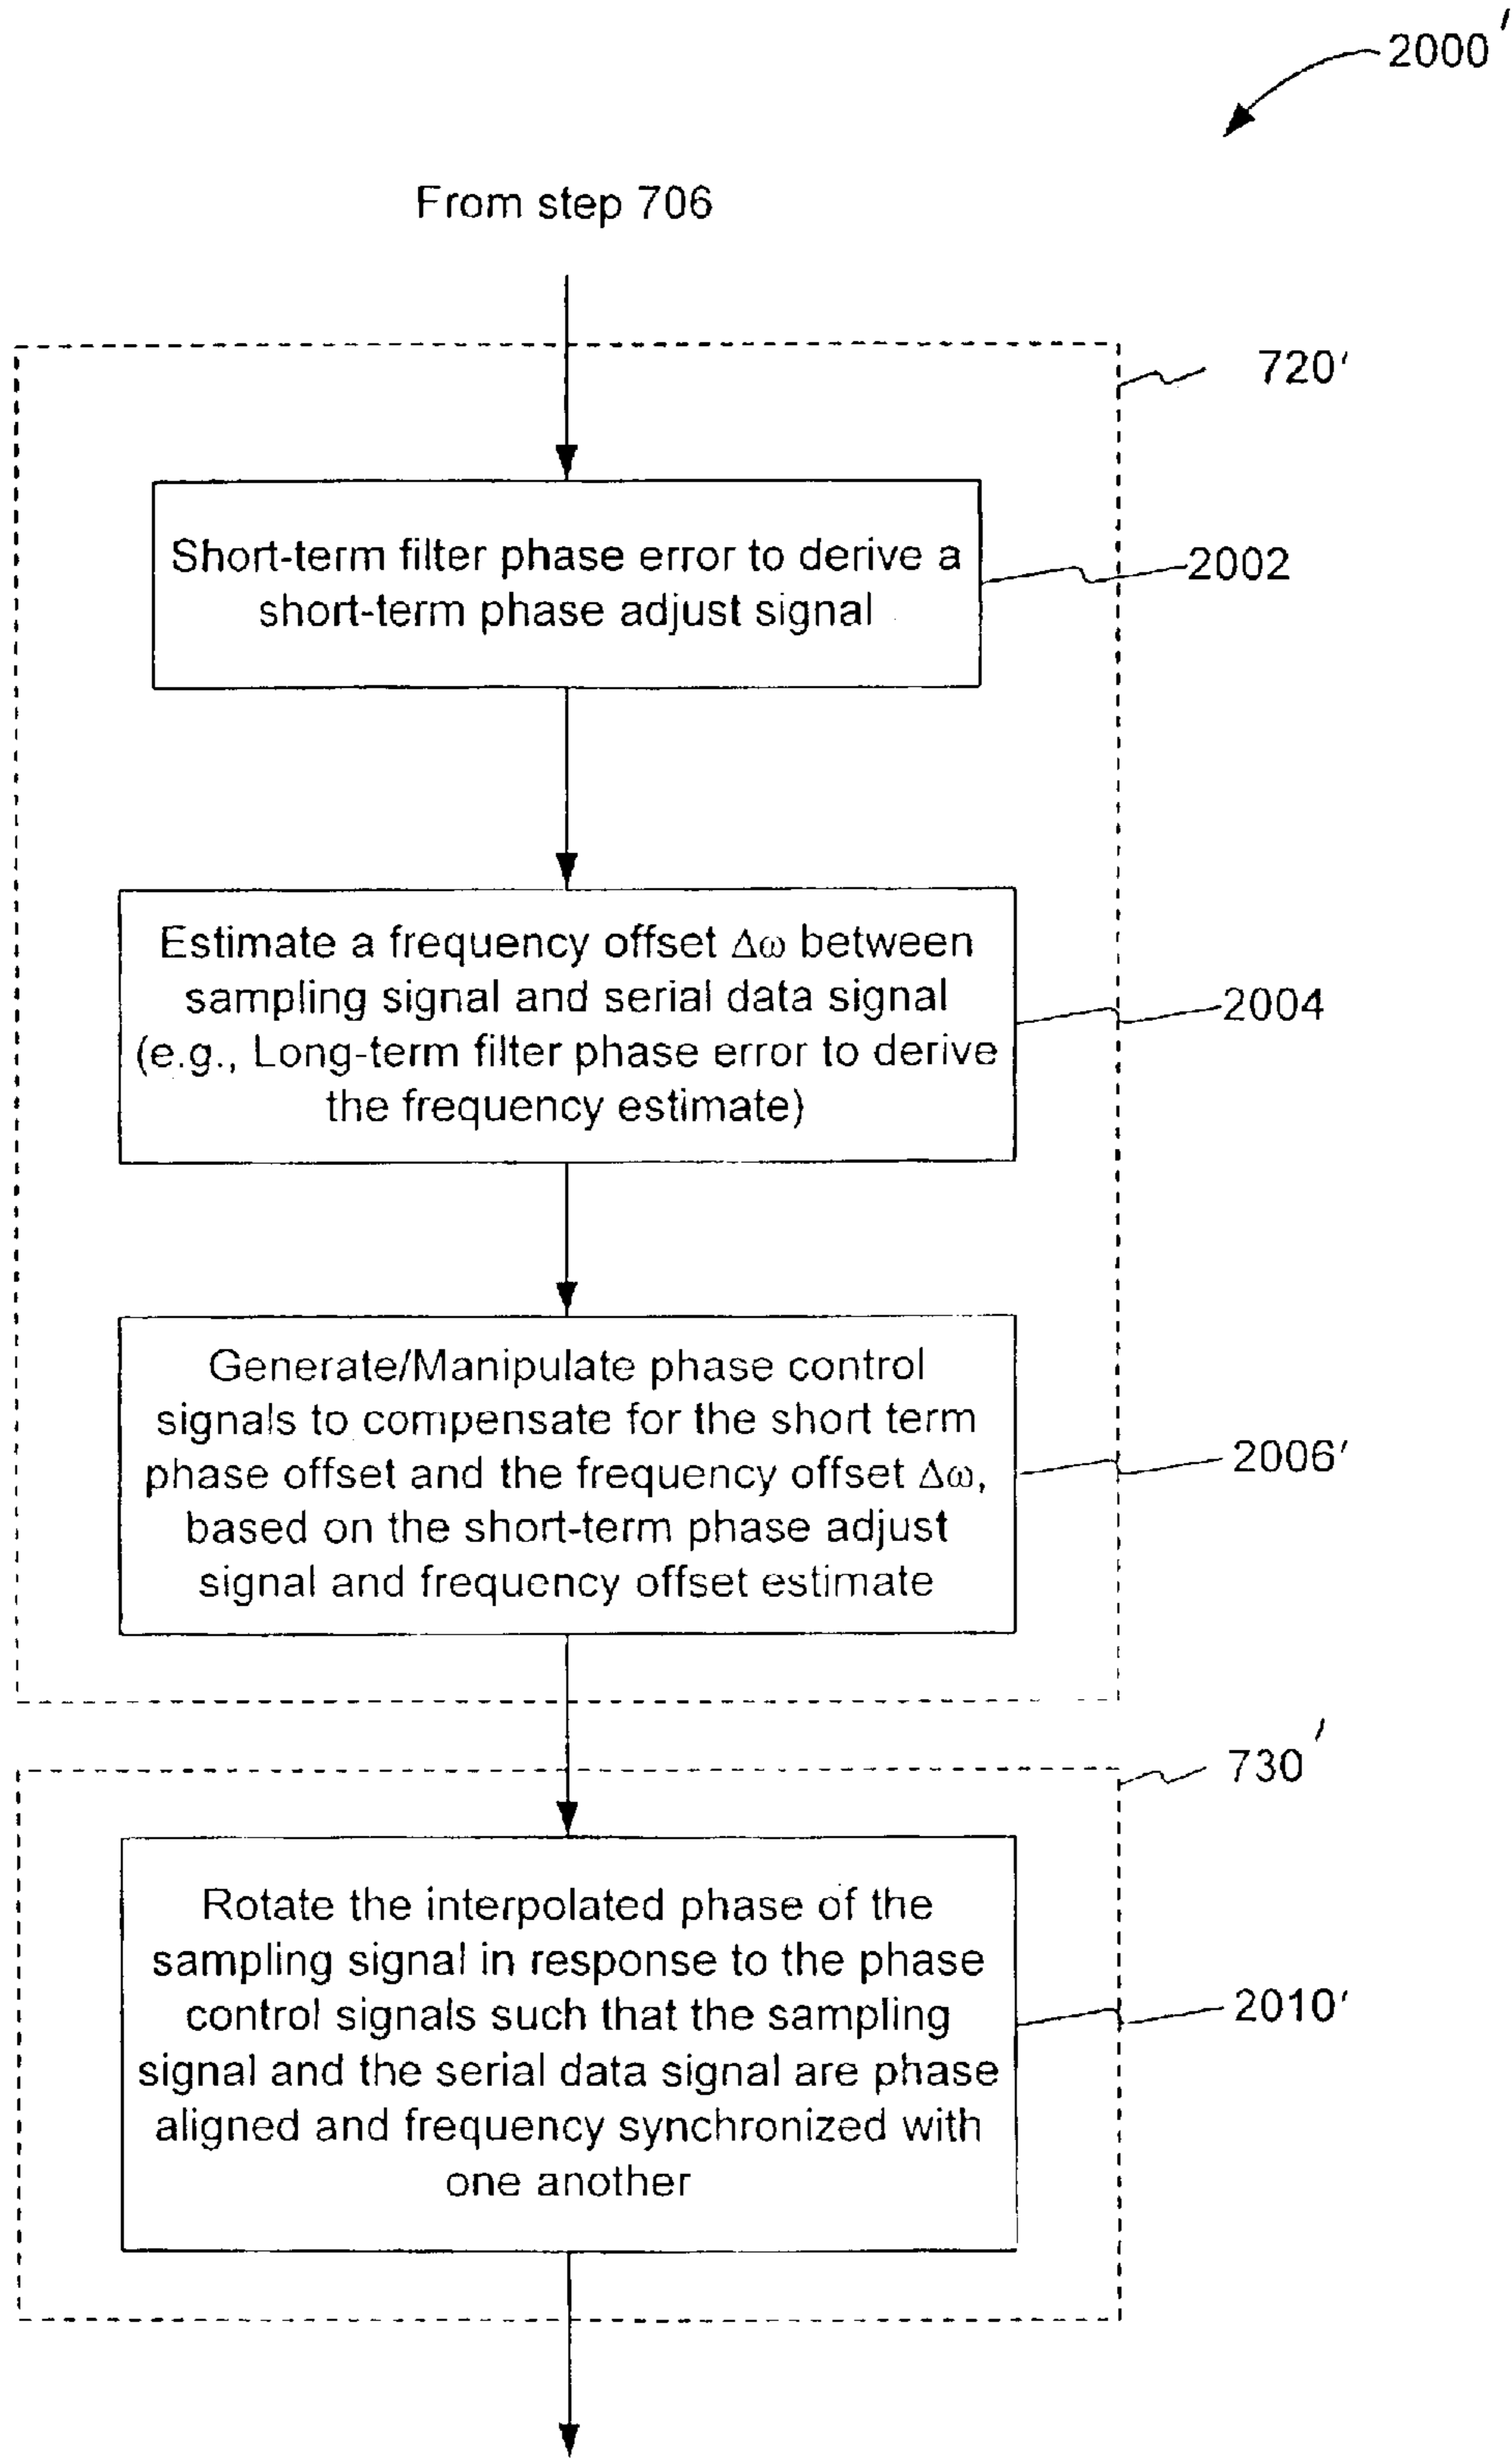 2000′
From step 706
720′
Short-term filter phase error to derive a
short-term phase adjust signal
2002
Estimate a frequency offset Δω between
sampling signal and serial data signal
(e.g., Long-term filter phase error to derive
the frequency estimate)
2004
Generate/Manipulate phase control
signals to compensate for the short term
phase offset and the frequency offset Δω,
based on the short-term phase adjust
signal and frequency offset estimate
2006′
730′
Rotate the interpolated phase of the
sampling signal in response to the phase
control signals such that the sampling
signal and the serial data signal are phase
aligned and frequency synchronized with
one another
2010′